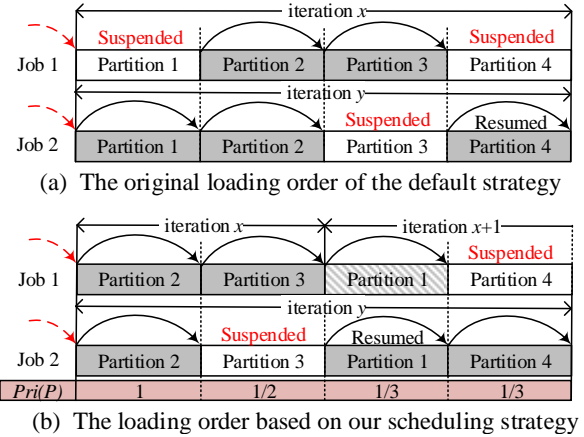 iteration x
Suspended Suspended
Job 1 Partition 1 Partition 2 Partition 3 Partition 4
iteration y
Suspended Resumed
Job 2 Partition 1 Partition 2 Partition 3 Partition 4
(a) The original loading order of the default strategy
iteration x iteration x+1
Suspended
Job 1 Partition 2 Partition 3 Partition 1 Partition 4
iteration y
Suspended Resumed
Job 2 Partition 2 Partition 3 Partition 1 Partition 4
Pri(P) 1 1/2 1/3 1/3
(b) The loading order based on our scheduling strategy